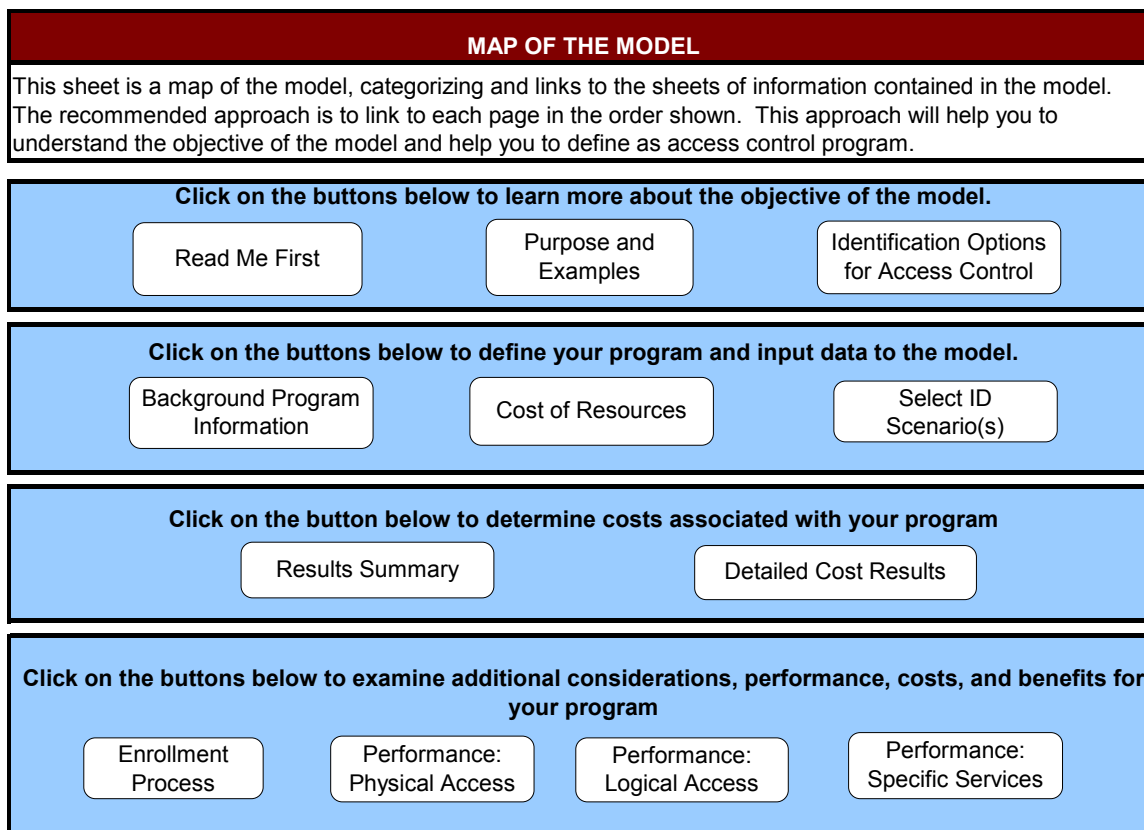 MAP OF THE MODEL
This sheet is a map of the model, categorizing and links to the sheets of information contained in the model.
The recommended approach is to link to each page in the order shown.  This approach will help you to
understand the objective of the model and help you to define as access control program.
Click on the buttons below to learn more about the objective of the model.
Read Me First
Purpose and
Examples
Identification Options
for Access Control
Click on the buttons below to define your program and input data to the model.
Background Program
Information
Cost of Resources
Select ID
Scenario(s)
Click on the button below to determine costs associated with your program
Results Summary
Detailed Cost Results
Click on the buttons below to examine additional considerations, performance, costs, and benefits for
your program
Enrollment
Process
Performance:
Physical Access
Performance:
Logical Access
Performance:
Specific Services